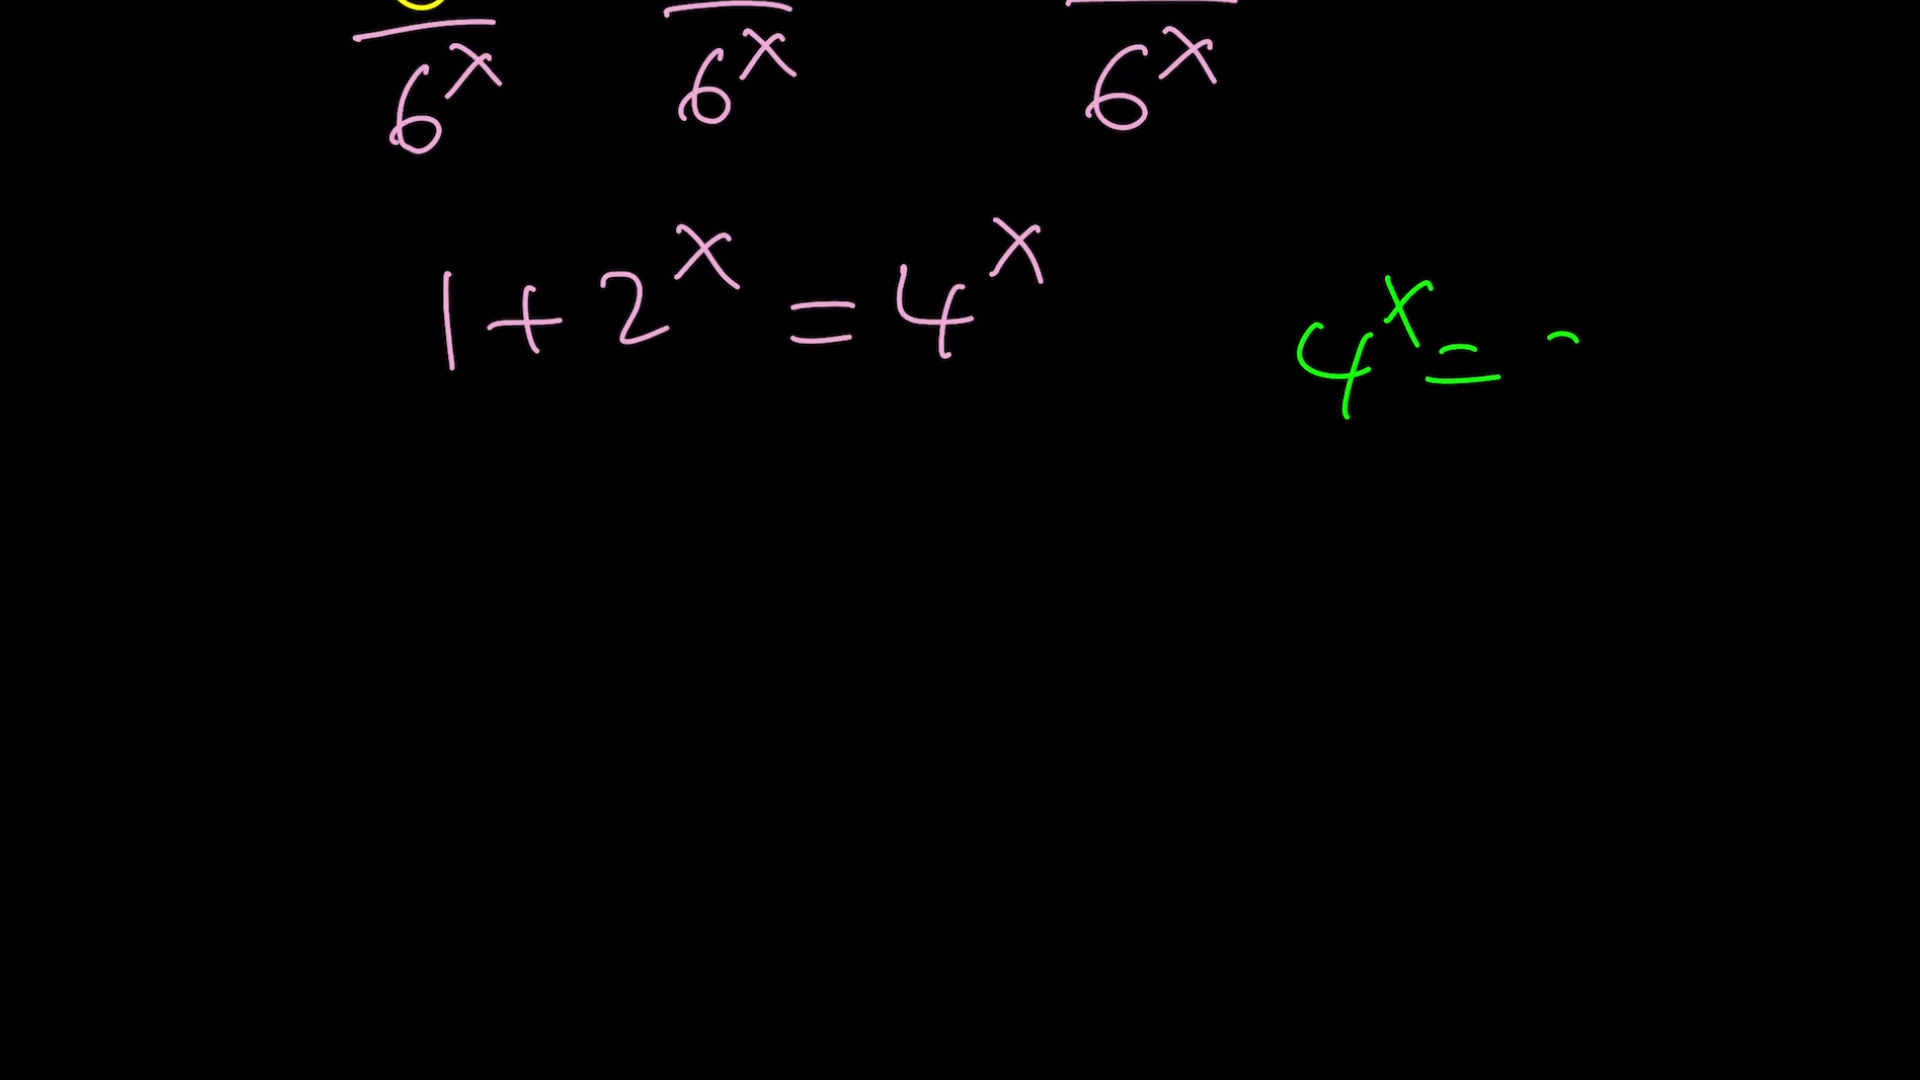 6^x 6^x 6^x
1 + 2^x = 4^x
4^x =